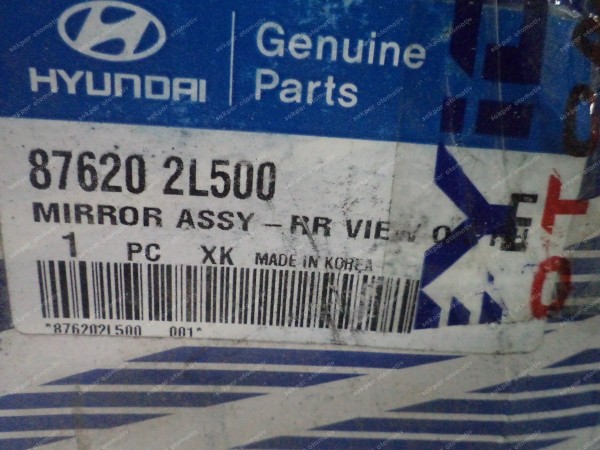 HYUNDAI
Genuine
Parts
87620 2L500
MIRROR ASSY - RR VIEW O
1 PC XK MADE IN KOREA
*876202L500 001*